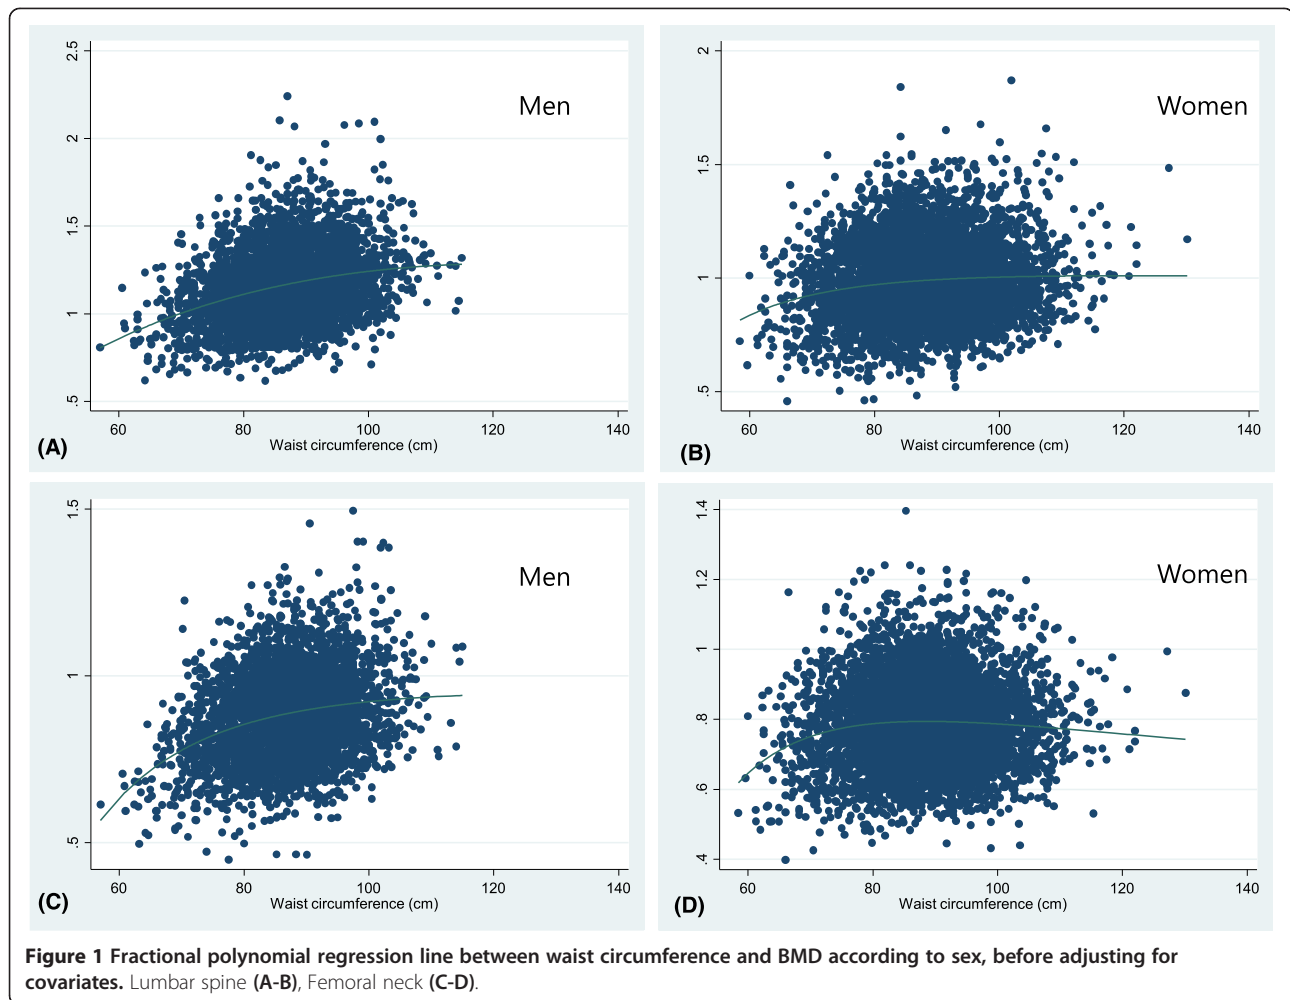 2.5
2
1.5
1
.5
Men
60 80 100 120 140
Waist circumference (cm)
(A)
2
1.5
1
.5
Women
60 80 100 120 140
Waist circumference (cm)
(B)
1.5
1
.5
Men
60 80 100 120 140
Waist circumference (cm)
(C)
1.4
1.2
1
.8
.6
.4
Women
60 80 100 120 140
Waist circumference (cm)
(D)
Figure 1 Fractional polynomial regression line between waist circumference and BMD according to sex, before adjusting for
covariates. Lumbar spine (A-B), Femoral neck (C-D).